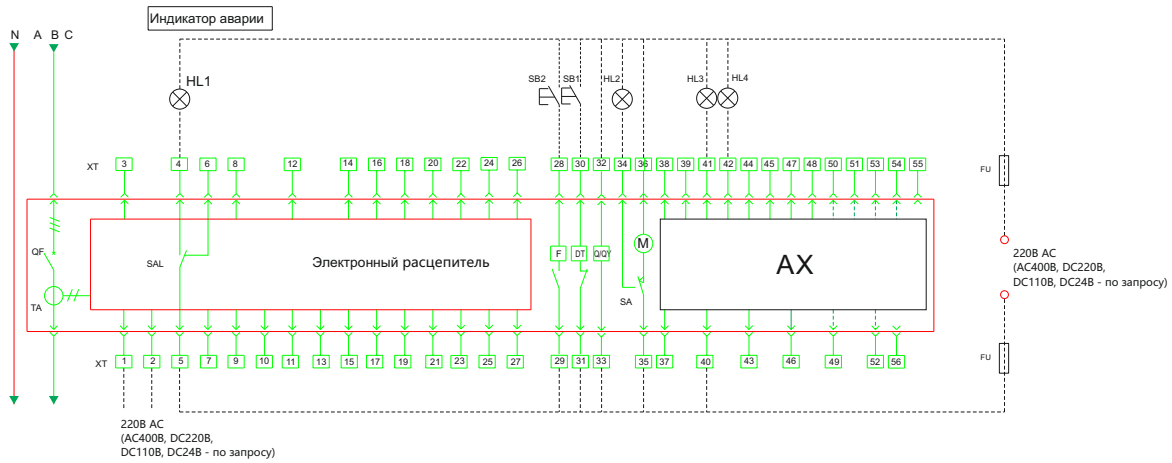 Индикатор аварии
N A B C
HL1
SB2 SB1 HL2 HL3 HL4
XT 3 4 6 8 12 14 16 18 20 22 24 26 28 30 32 34 36 38 39 41 42 44 45 47 48 50 51 53 54 55
FU
QF
SAL
Электронный расцепитель
F DT Q/QY
M
AX
SA
TA
220В AC
(AC400В, DC220В,
DC110В, DC24В - по запросу)
XT 1 2 5 7 9 10 11 13 15 17 19 21 23 25 27 29 31 33 35 37 40 43 46 49 52 56
FU
220В AC
(AC400В, DC220В,
DC110В, DC24В - по запросу)